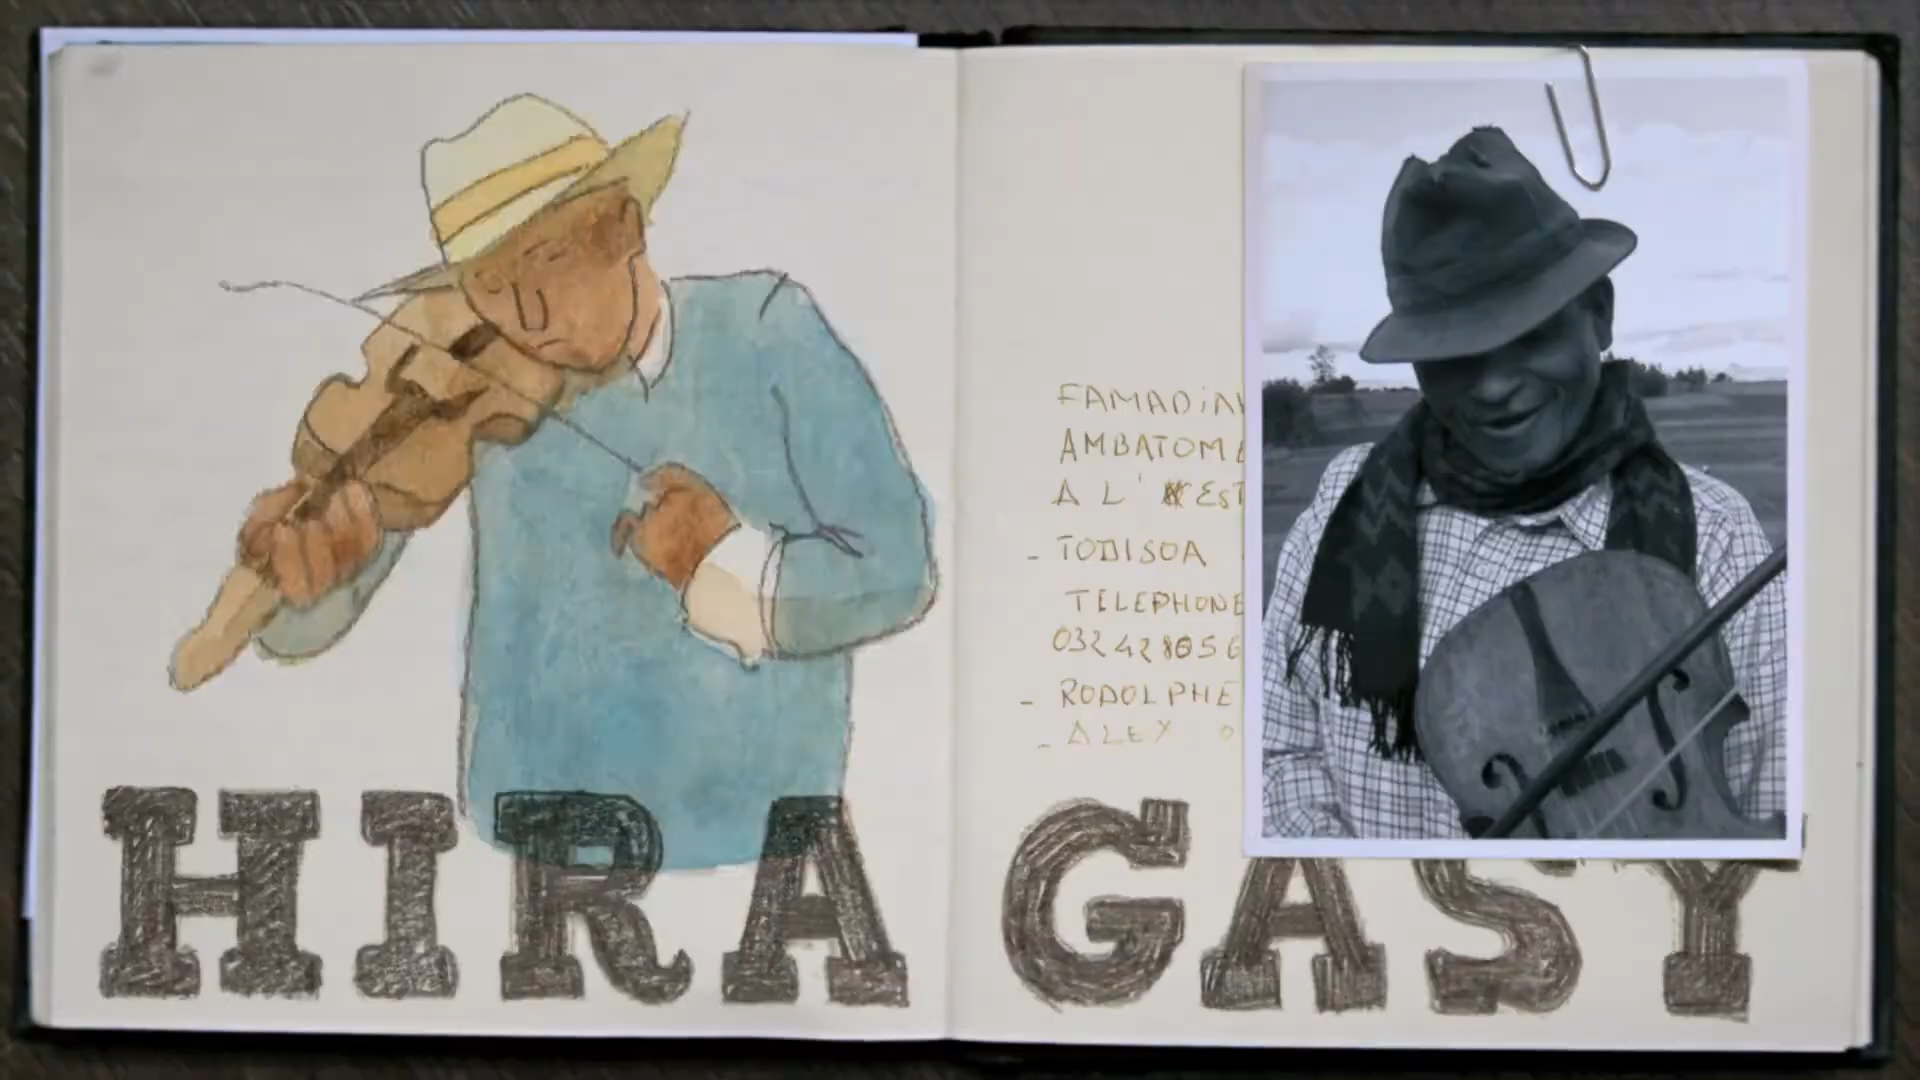 FAMADIA
AMBATOM
A L' EST
- TODISOA
TELEPHONE
032 42 805 6
- RODOLPHE
- ALEX O
HIRA GASY